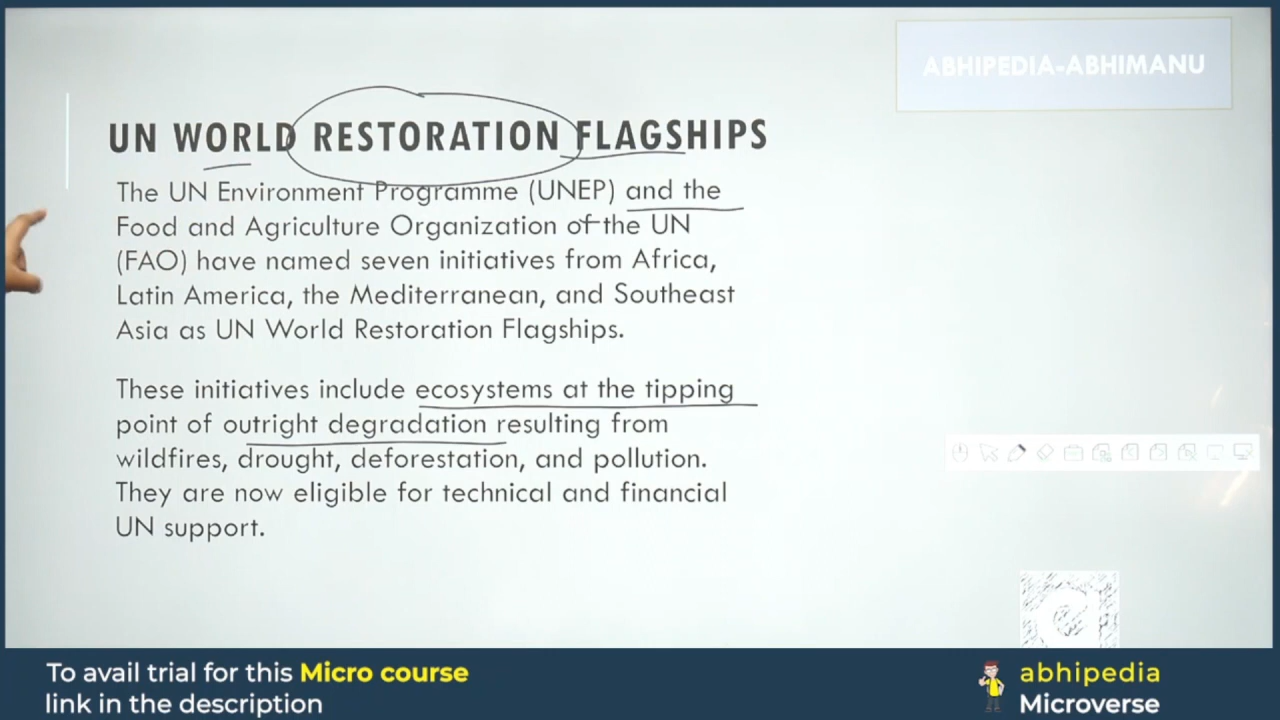 ABHIPEDIA-ABHIMANU
UN WORLD RESTORATION FLAGSHIPS
The UN Environment Programme (UNEP) and the
Food and Agriculture Organization of the UN
(FAO) have named seven initiatives from Africa,
Latin America, the Mediterranean, and Southeast
Asia as UN World Restoration Flagships.
These initiatives include ecosystems at the tipping
point of outright degradation resulting from
wildfires, drought, deforestation, and pollution.
They are now eligible for technical and financial
UN support.
To avail trial for this Micro course
link in the description
abhipedia
Microverse